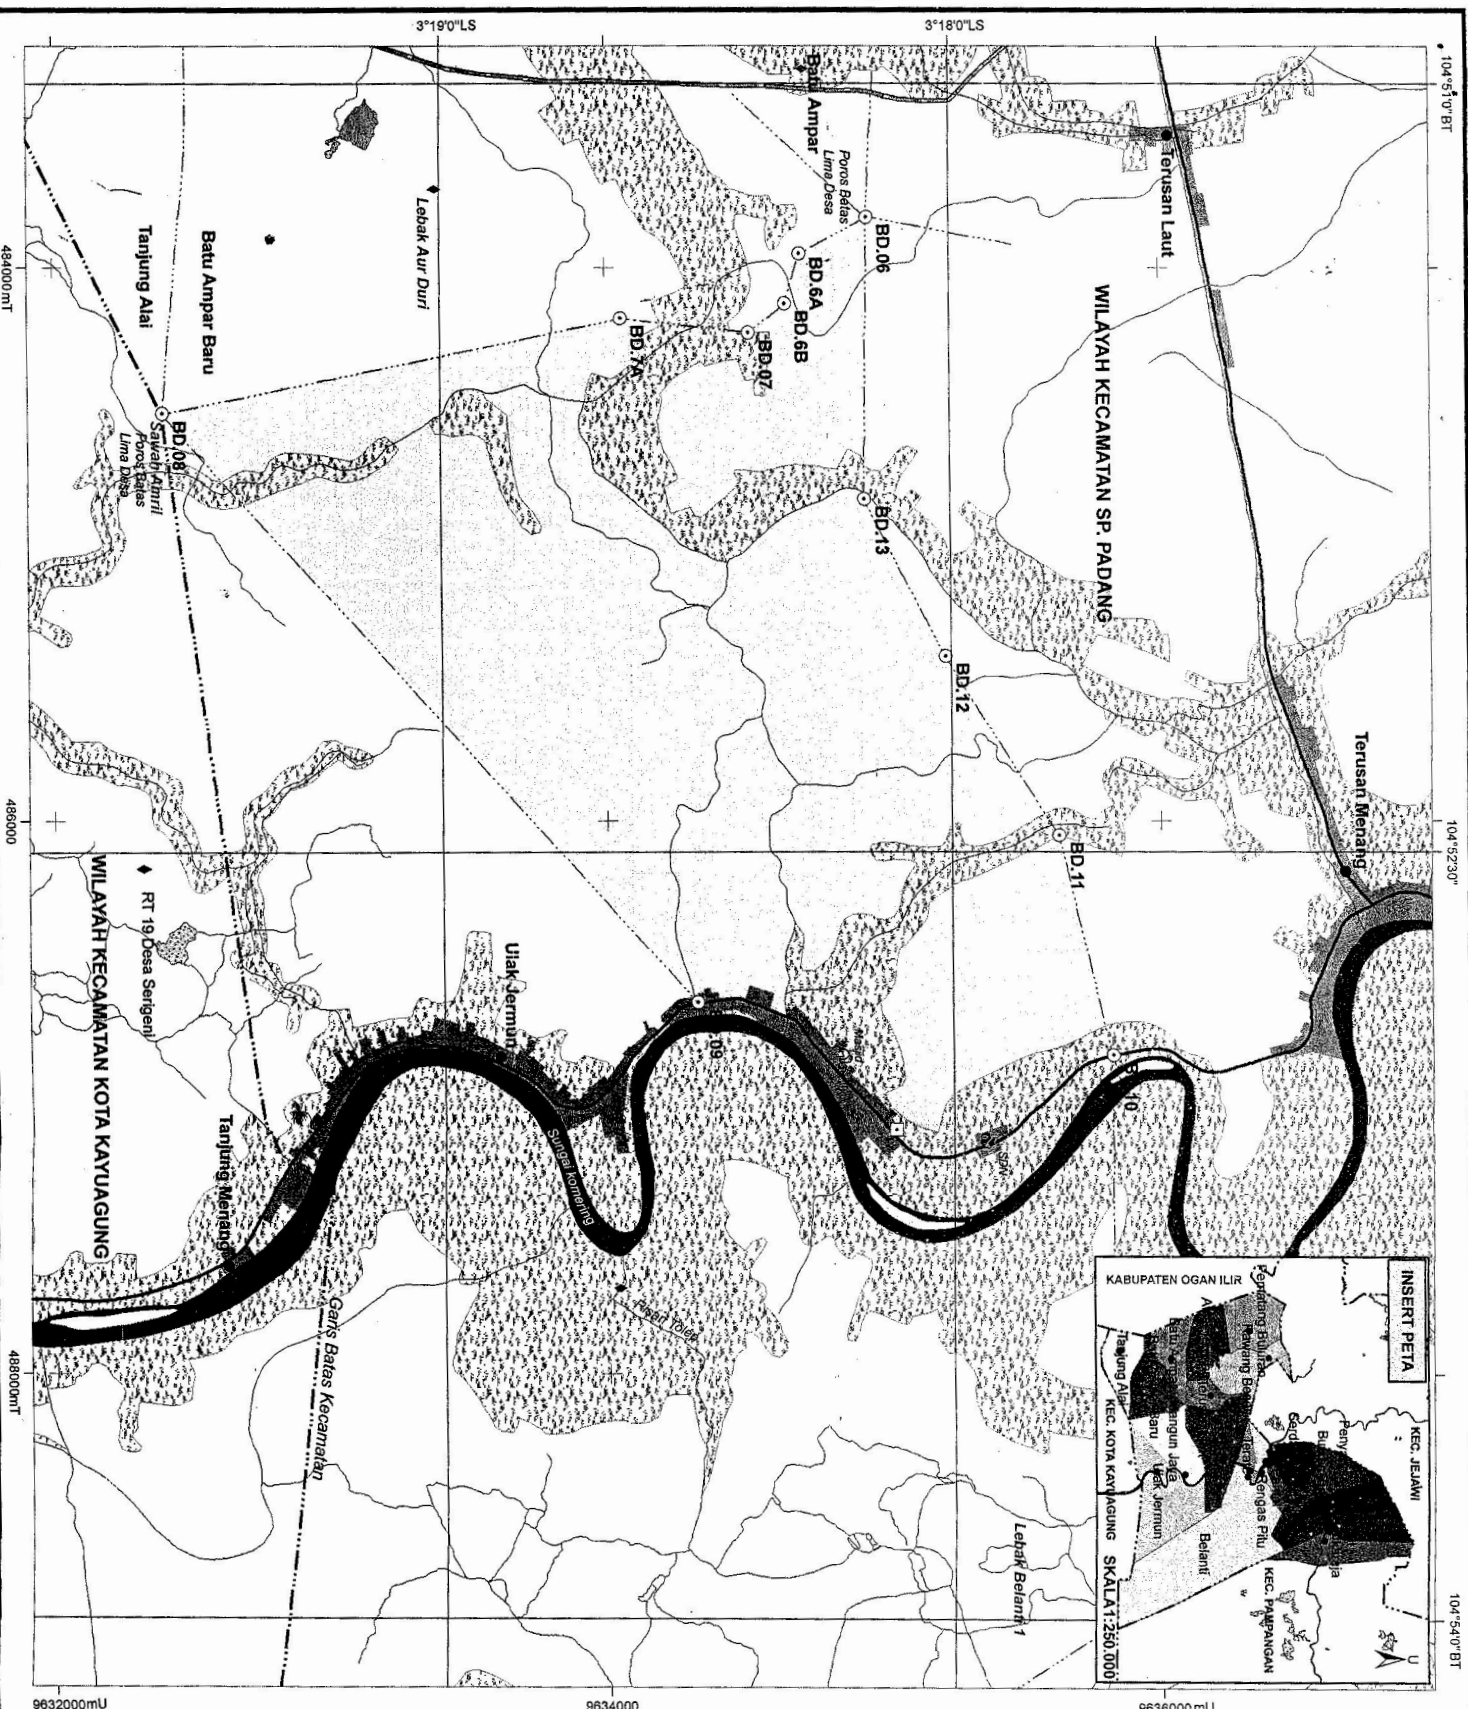 3°19'0"LS
3°18'0"LS
104°51'0"BT
104°52'30"
104°54'0"BT
484000mT
486000
488000mT
9632000mU
9634000
9636000mU
Batu Ampar
Poros Batas
Lima Desa
Terusan Laut
BD.06
BD.6A
BD.6B
BD.07
BD.7A
WILAYAH KECAMATAN SP. PADANG
Lebak Aur Duri
Batu Ampar Baru
Tanjung Alai
BD.08
Sawah Amril
Poros Batas
Lima Desa
BD.13
BD.12
BD.11
Terusan Menang
RT 19 Desa Serigeni
WILAYAH KECAMATAN KOTA KAYUAGUNG
Ulak Jermun
09
10
SDN
Tanjung Menang
Sungai komering
Garis Batas Kecamatan
Lebak Belanti 1
INSERT PETA
KABUPATEN OGAN ILIR
KEC. JEJAWI
Rengas Pitu
Ulak Jermun
Belanti
Tanjung Alai
KEC. PAMPANGAN
KEC. KOTA KAYUAGUNG
SKALA1:250.000
U